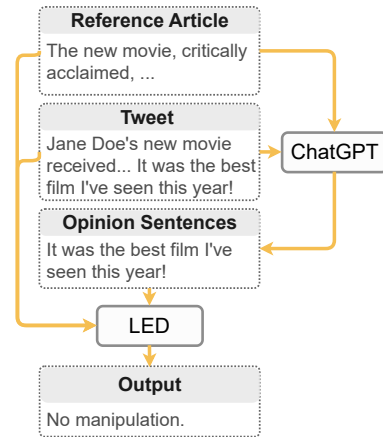 Reference Article
The new movie, critically
acclaimed, ...
Tweet
Jane Doe's new movie
received... It was the best
film I've seen this year!
ChatGPT
Opinion Sentences
It was the best film I've
seen this year!
LED
Output
No manipulation.